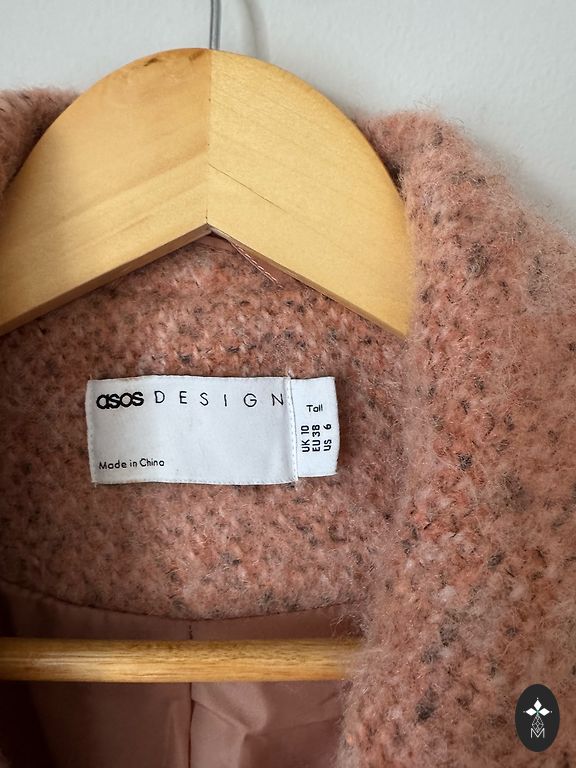 asos DESIGN
Made in China
Tall
UK 10
EU 38
US 6
M